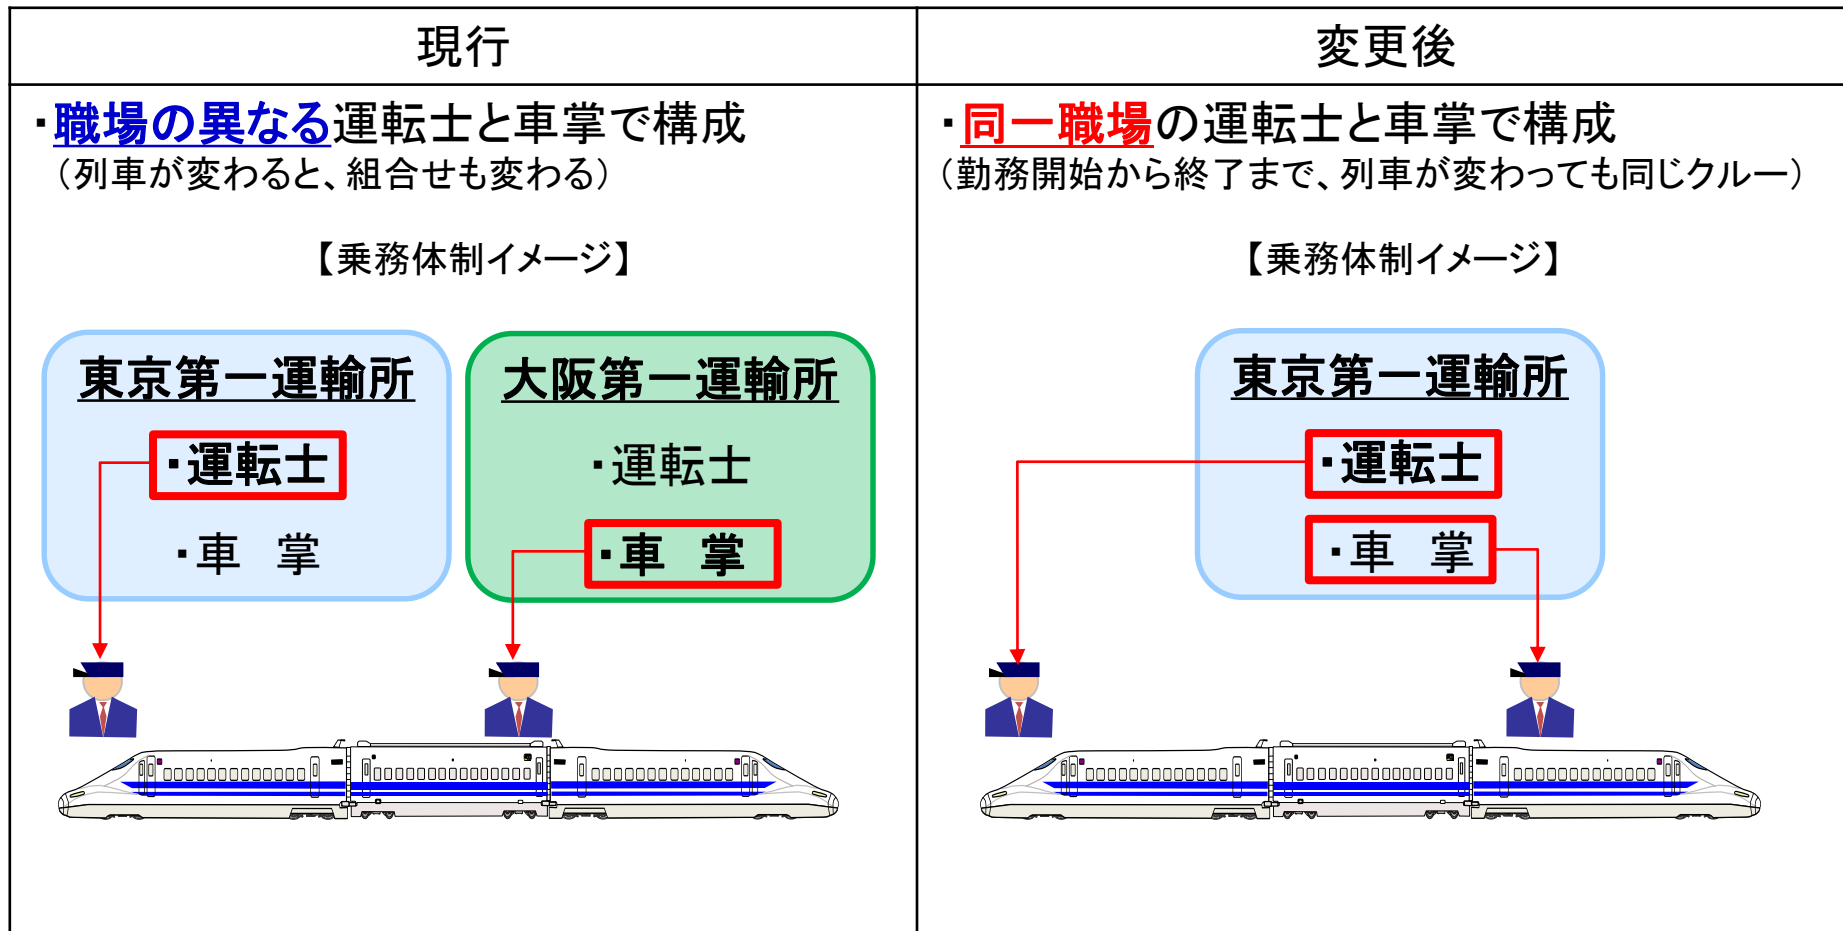 現行
・職場の異なる運転士と車掌で構成
（列車が変わると、組合せも変わる）
【乗務体制イメージ】
東京第一運輸所
・運転士
・車　掌
大阪第一運輸所
・運転士
・車　掌
変更後
・同一職場の運転士と車掌で構成
（勤務開始から終了まで、列車が変わっても同じクルー）
【乗務体制イメージ】
東京第一運輸所
・運転士
・車　掌